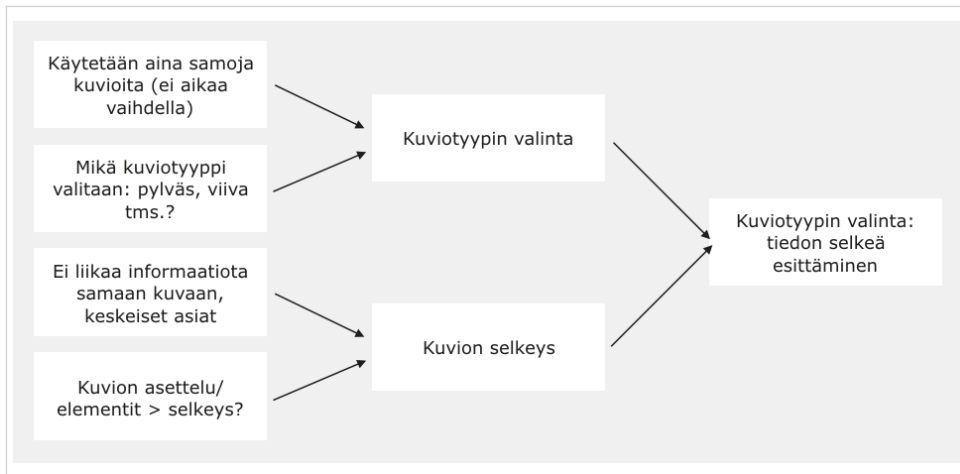 Käytetään aina samoja
kuvioita (ei aikaa
vaihdella)
Mikä kuviotyyppi
valitaan: pylväs, viiva
tms.?
Ei liikaa informaatiota
samaan kuvaan,
keskeiset asiat
Kuvion asettelu/
elementit > selkeys?
Kuviotyypin valinta
Kuvion selkeys
Kuviotyypin valinta:
tiedon selkeä
esittäminen